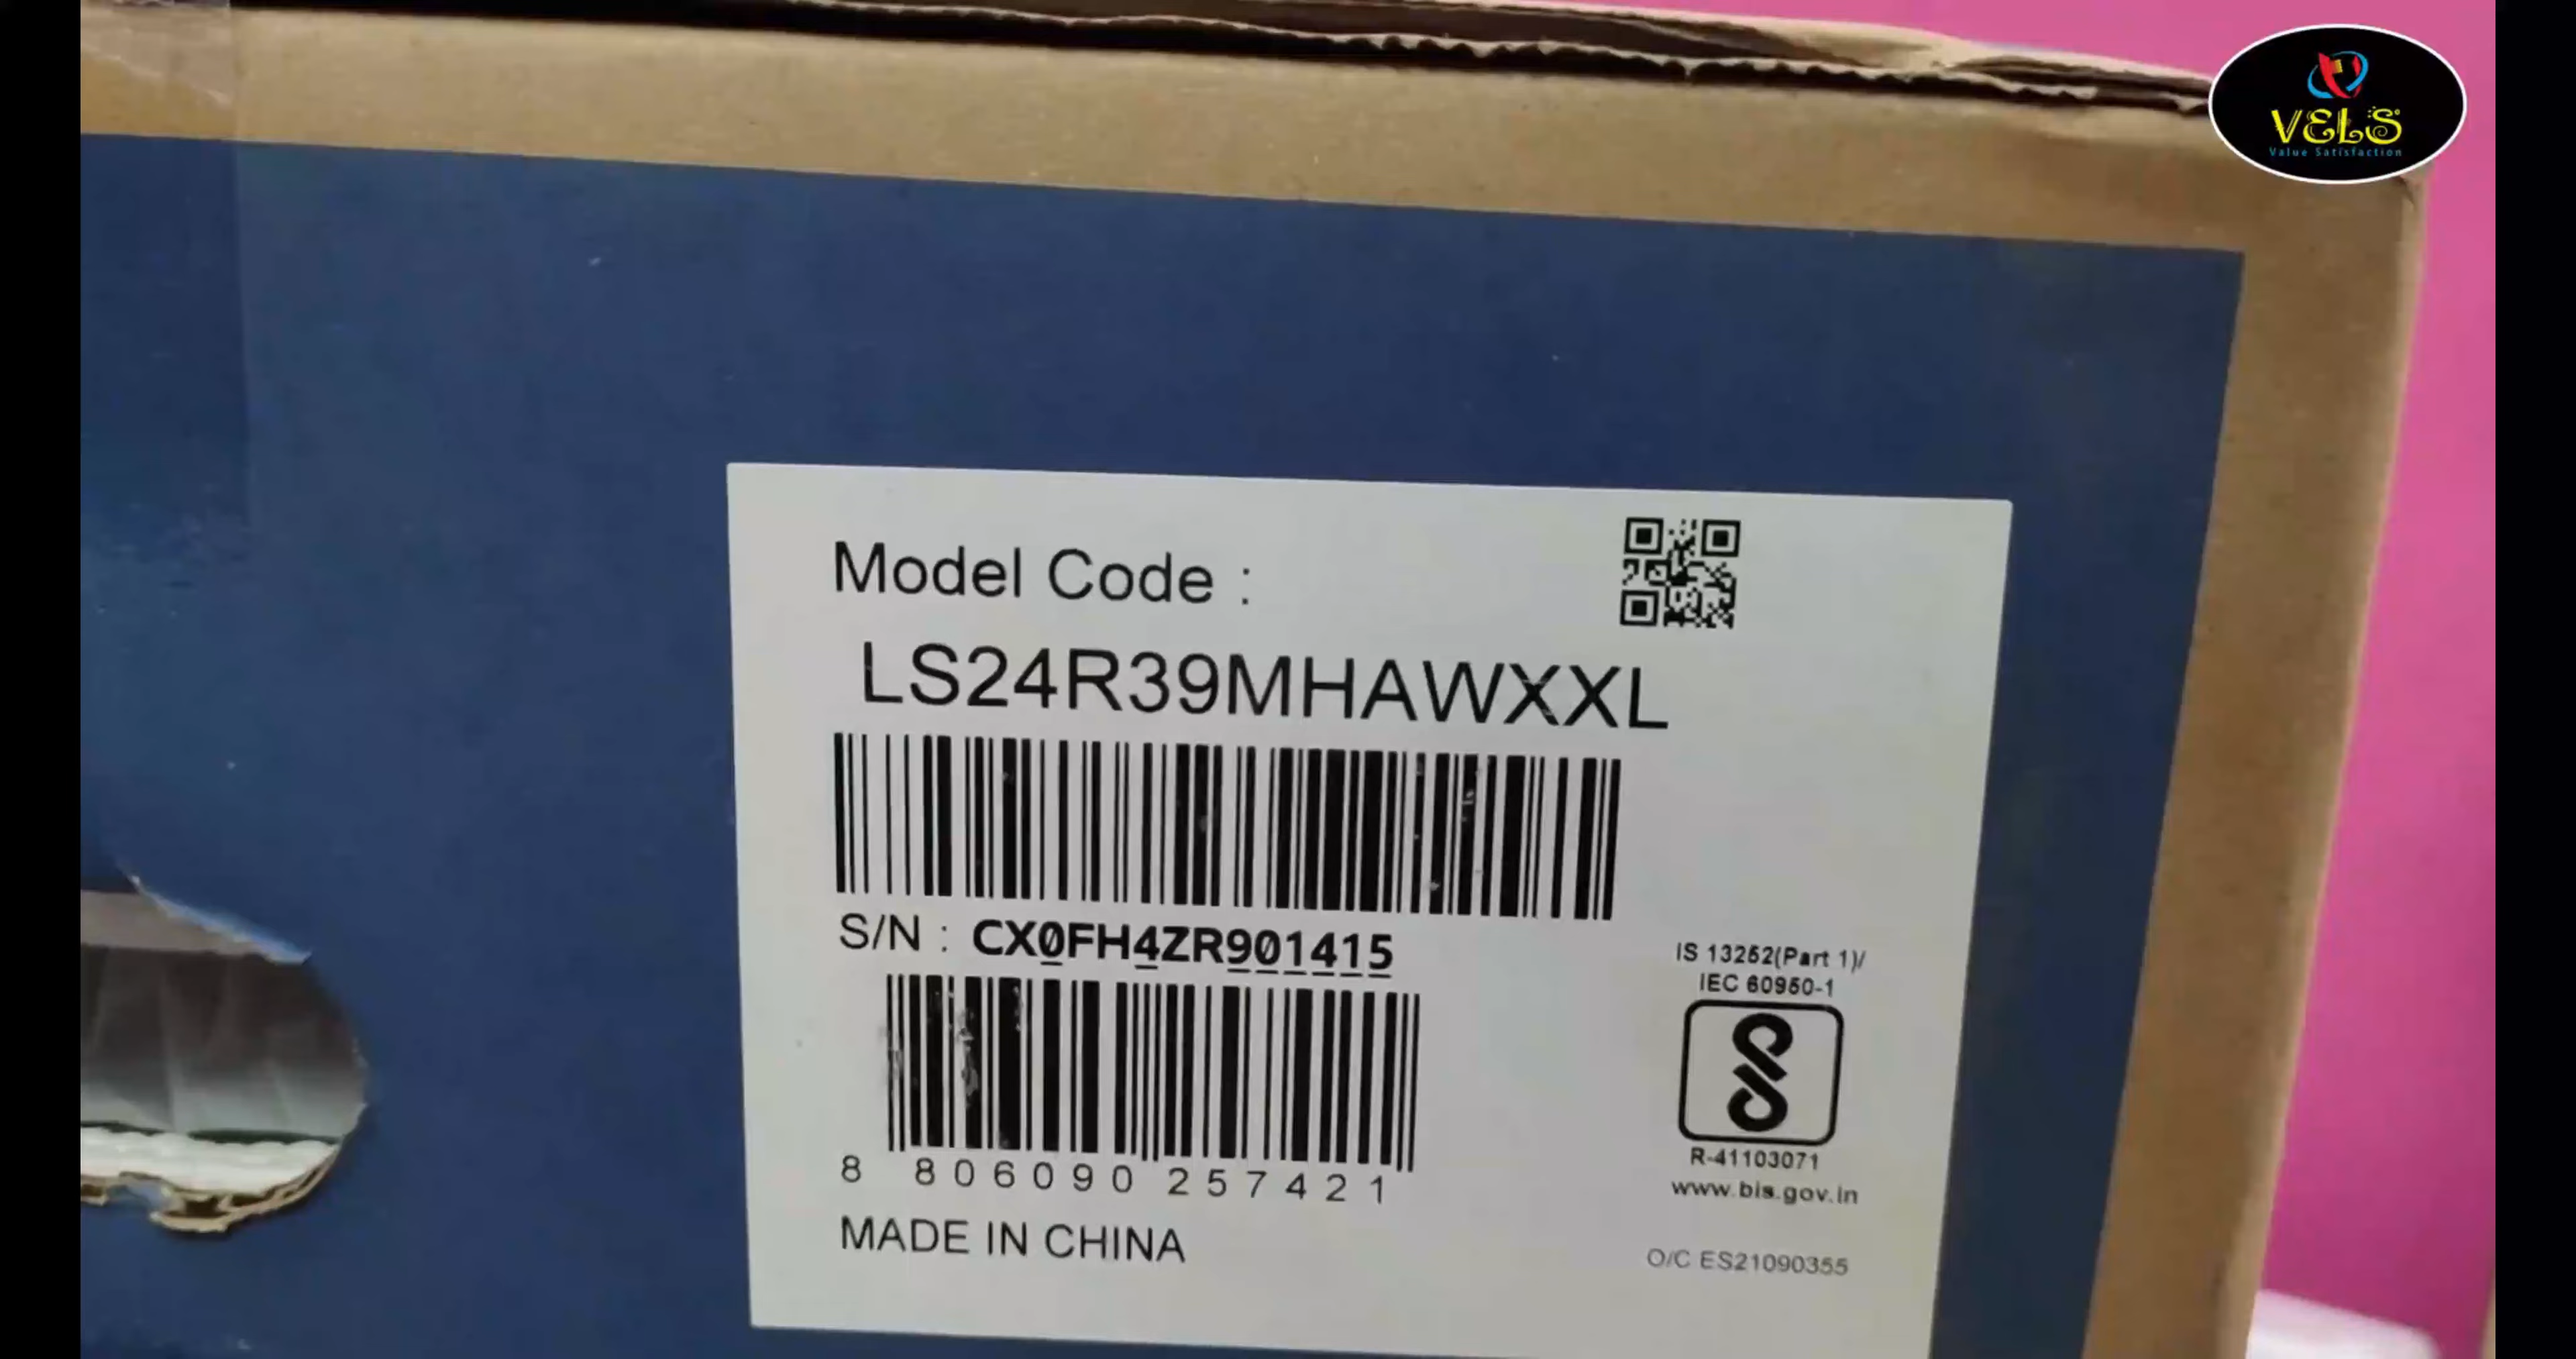 VELS
Value Satisfaction
Model Code :
LS24R39MHAWXXL
S/N : CX0FH4ZR901415
IS 13252(Part 1)/
IEC 60950-1
8 806090 257421
R-41103071
www.bis.gov.in
MADE IN CHINA
O/C ES21090355